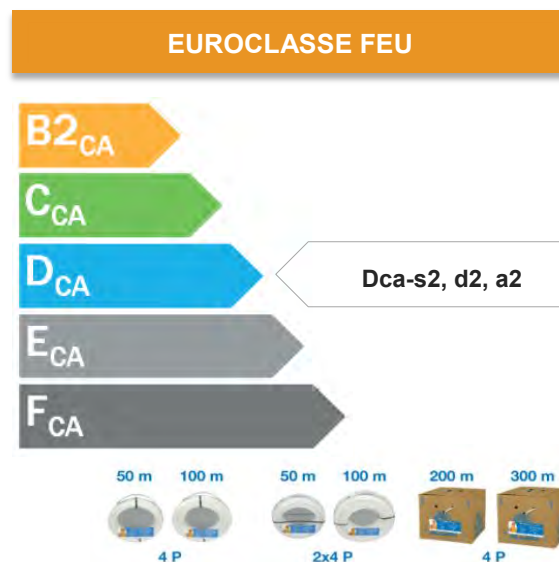 EUROCLASSE FEU
B2CA
CCA
DCA
Dca-s2, d2, a2
ECA
FCA
50 m 100 m 50 m 100 m 200 m 300 m
4 P 2x4 P 4 P